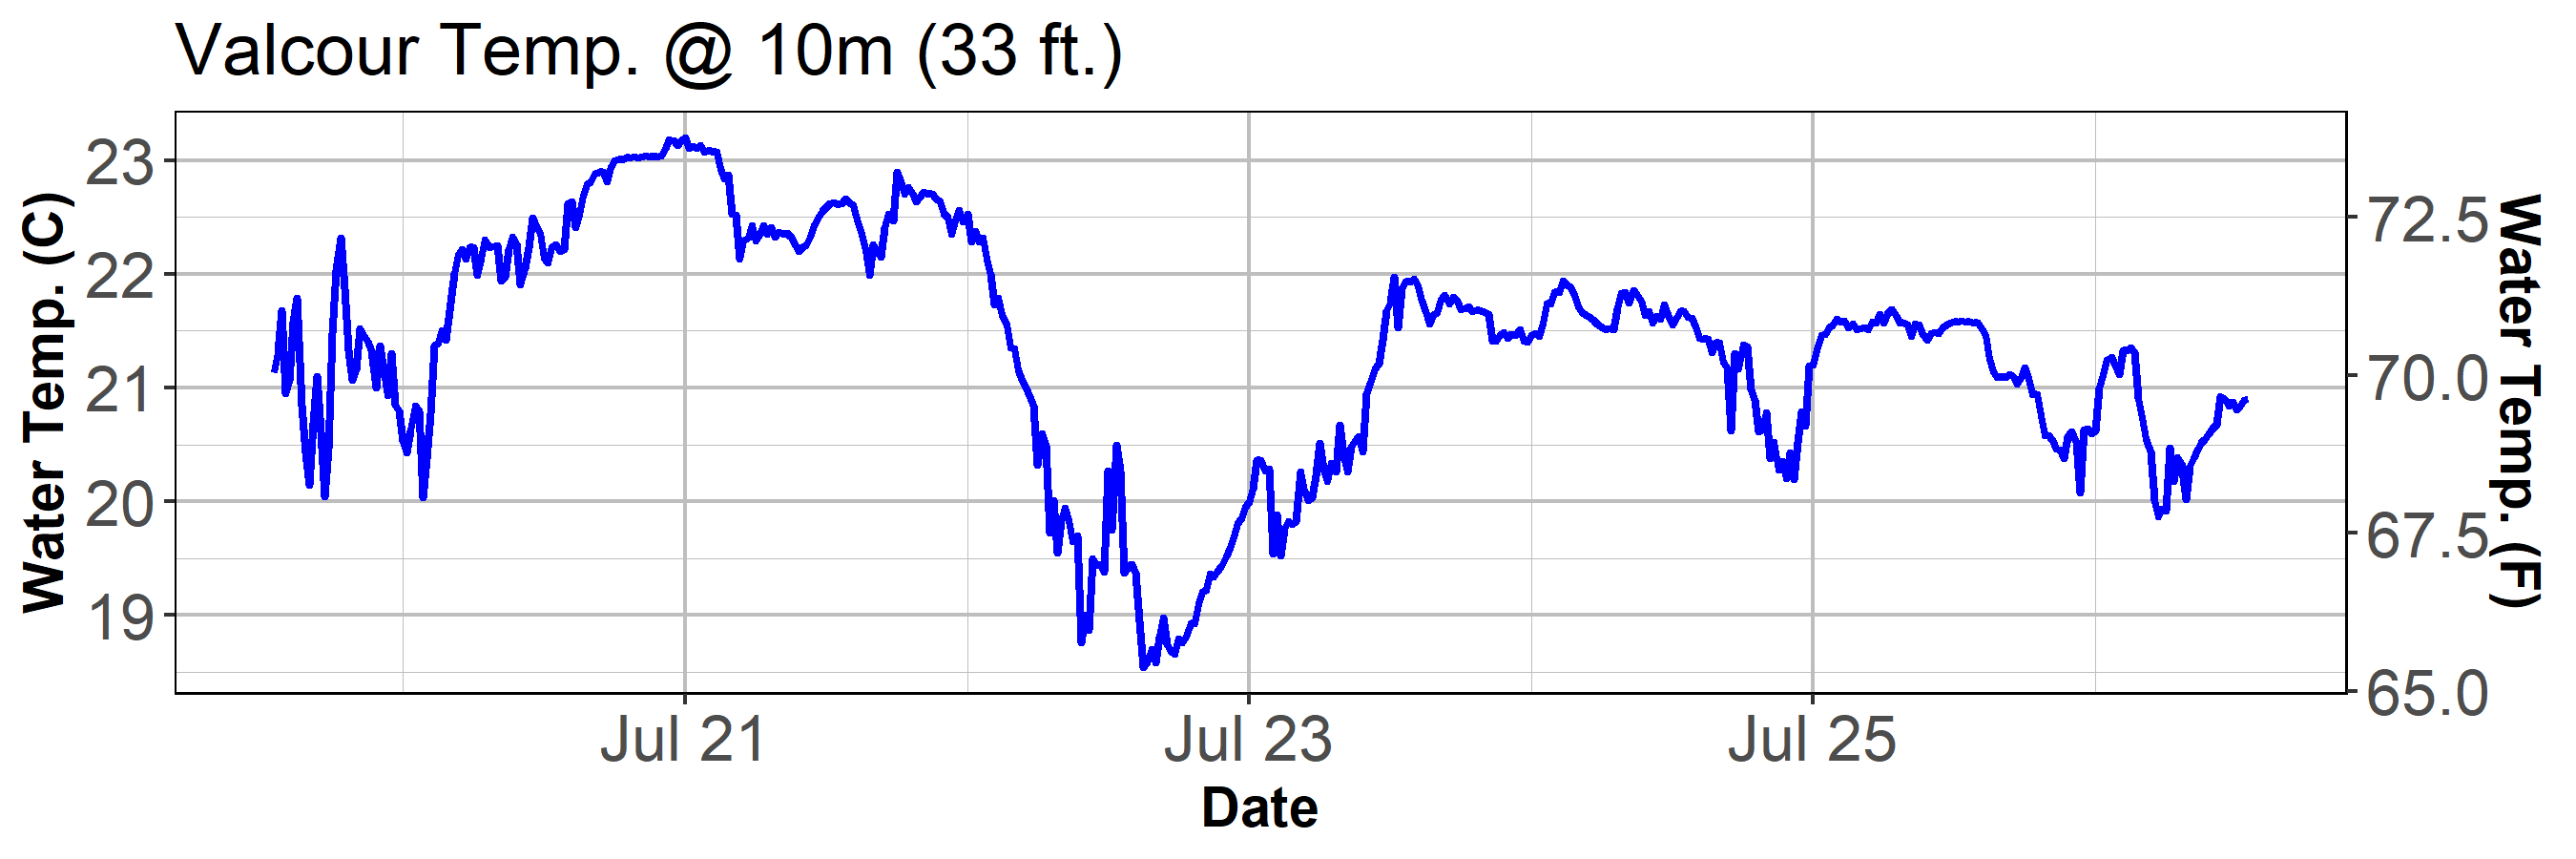 Valcour Temp. @ 10m (33 ft.)
Water Temp. (C)
23
22
21
20
19
72.5
70.0
67.5
65.0
Water Temp. (F)
Jul 21 Jul 23 Jul 25
Date